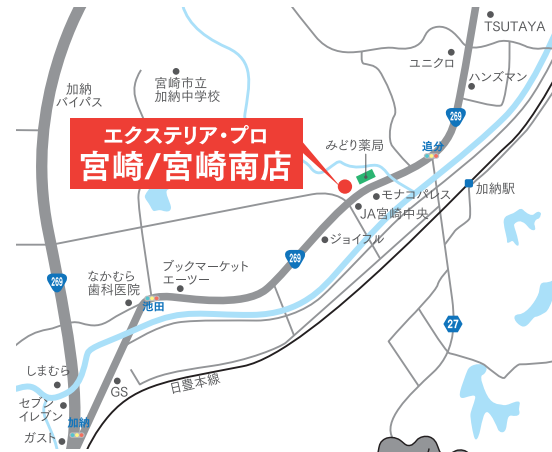 TSUTAYA
ユニクロ
ハンズマン
加納
バイパス
宮崎市立
加納中学校
269
エクステリア・プロ
宮崎/宮崎南店
みどり薬局
追分
加納駅
モナコパレス
JA宮崎中央
ジョイフル
269
ブックマーケット
エーツー
269
なかむら
歯科医院
池田
27
しまむら
GS
日豊本線
セブン
イレブン
加納
ガスト